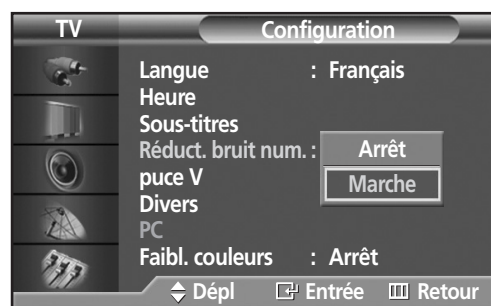 TV Configuration
Langue : Français
Heure
Sous-titres
Réduct. bruit num. : Arrêt
puce V Marche
Divers
PC
Faibl. couleurs : Arrêt
Dépl Entrée Retour